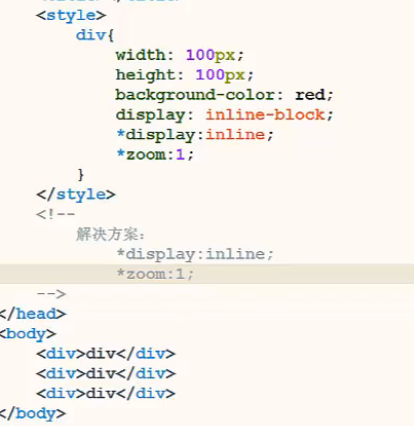 <style>
div{
width: 100px;
height: 100px;
background-color: red;
display: inline-block;
*display:inline;
*zoom:1;
}
</style>
<!--
解决方案:
*display:inline;
*zoom:1;
-->
</head>
<body>
<div>div</div>
<div>div</div>
<div>div</div>
</body>